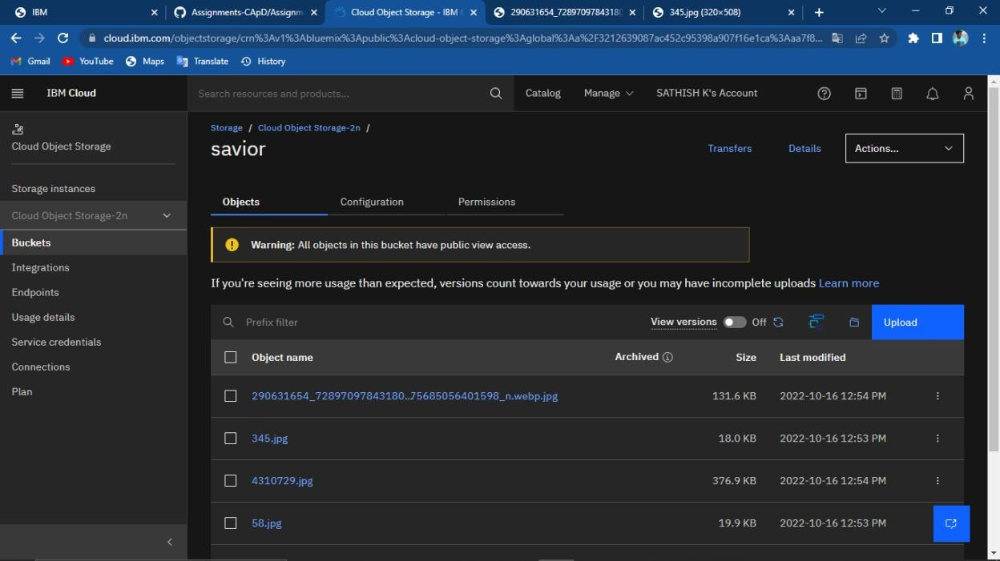 IBM
Assignments-CApD/Assignm
Cloud Object Storage - IBM C
290631654_72897097843180
345.jpg (320×508)
cloud.ibm.com/objectstorage/crn%3Av1%3Abluemix%3Apublic%3Acloud-object-storage%3Aglobal%3Aa%2F3212639087ac452c95398a907f16e1ca%3Aaa7f8...
Gmail YouTube Maps Translate History
IBM Cloud
Search resources and products...
Catalog Manage SATHISH K's Account
Cloud Object Storage
Storage instances
Cloud Object Storage-2n
Buckets
Integrations
Endpoints
Usage details
Service credentials
Connections
Plan
Storage / Cloud Object Storage-2n /
savior
Transfers Details Actions...
Objects Configuration Permissions
Warning: All objects in this bucket have public view access.
If you're seeing more usage than expected, versions count towards your usage or you may have incomplete uploads Learn more
Prefix filter View versions Off Upload
Object name Archived Size Last modified
290631654_72897097843180..75685056401598_n.webp.jpg 131.6 KB 2022-10-16 12:54 PM
345.jpg 18.0 KB 2022-10-16 12:53 PM
4310729.jpg 376.9 KB 2022-10-16 12:54 PM
58.jpg 19.9 KB 2022-10-16 12:53 PM